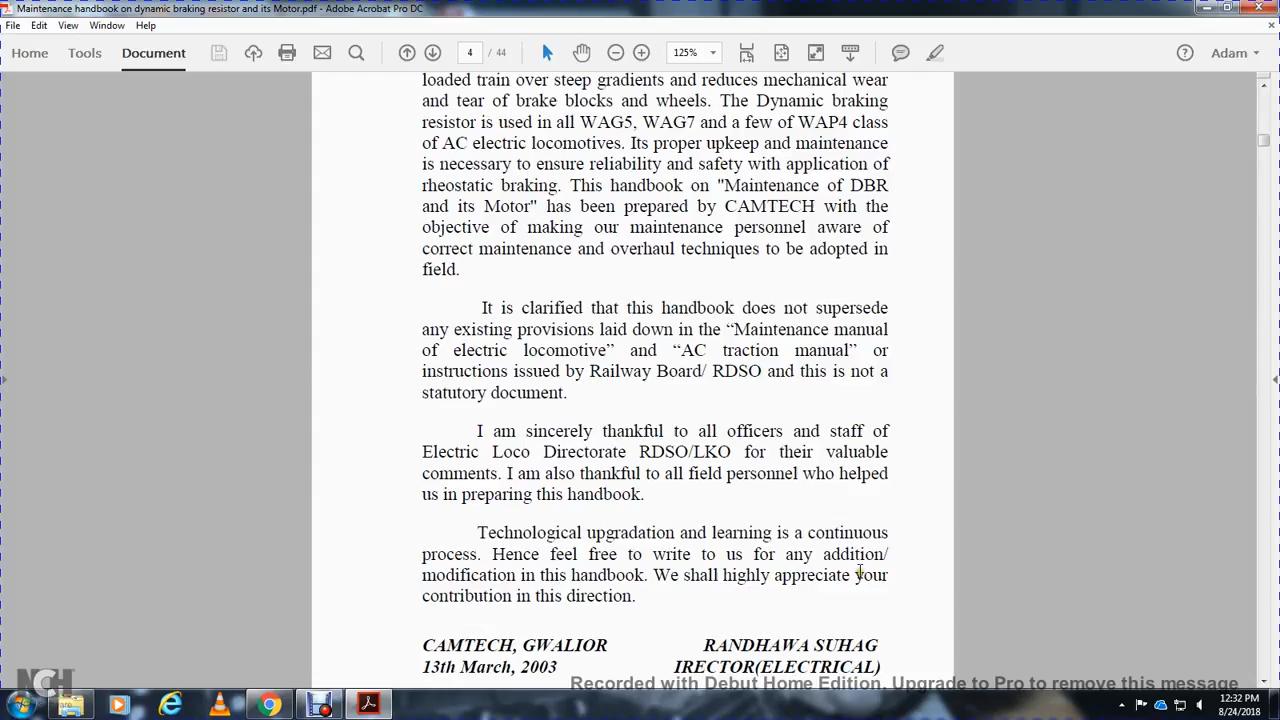 Maintenance handbook on dynamic braking resistor and its Motor.pdf - Adobe Acrobat Pro DC
File Edit View Window Help
Home Tools Document 4 / 44 125% Adam
loaded train over steep gradients and reduces mechanical wear
and tear of brake blocks and wheels. The Dynamic braking
resistor is used in all WAG5, WAG7 and a few of WAP4 class
of AC electric locomotives. Its proper upkeep and maintenance
is necessary to ensure reliability and safety with application of
rheostatic braking. This handbook on "Maintenance of DBR
and its Motor" has been prepared by CAMTECH with the
objective of making our maintenance personnel aware of
correct maintenance and overhaul techniques to be adopted in
field.
It is clarified that this handbook does not supersede
any existing provisions laid down in the “Maintenance manual
of electric locomotive” and “AC traction manual” or
instructions issued by Railway Board/ RDSO and this is not a
statutory document.
I am sincerely thankful to all officers and staff of
Electric Loco Directorate RDSO/LKO for their valuable
comments. I am also thankful to all field personnel who helped
us in preparing this handbook.
Technological upgradation and learning is a continuous
process. Hence feel free to write to us for any addition/
modification in this handbook. We shall highly appreciate your
contribution in this direction.
CAMTECH, GWALIOR RANDHAWA SUHAG
13th March, 2003 IRECTOR(ELECTRICAL)
Recorded with Debut Home Edition. Upgrade to Pro to remove this message
NCH
12:32 PM
8/24/2018